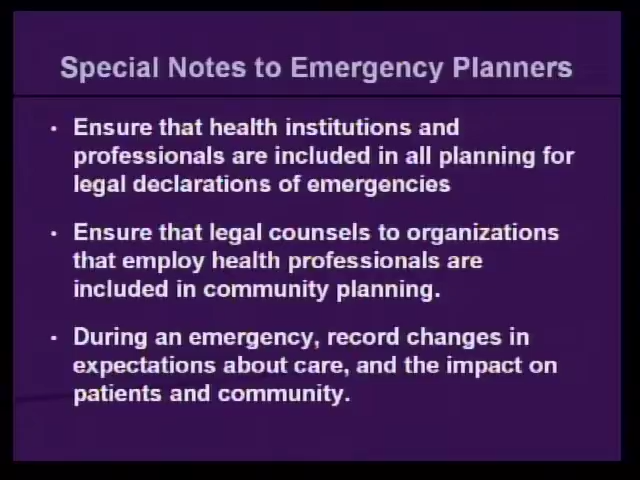 Special Notes to Emergency Planners
• Ensure that health institutions and
professionals are included in all planning for
legal declarations of emergencies
• Ensure that legal counsels to organizations
that employ health professionals are
included in community planning.
• During an emergency, record changes in
expectations about care, and the impact on
patients and community.